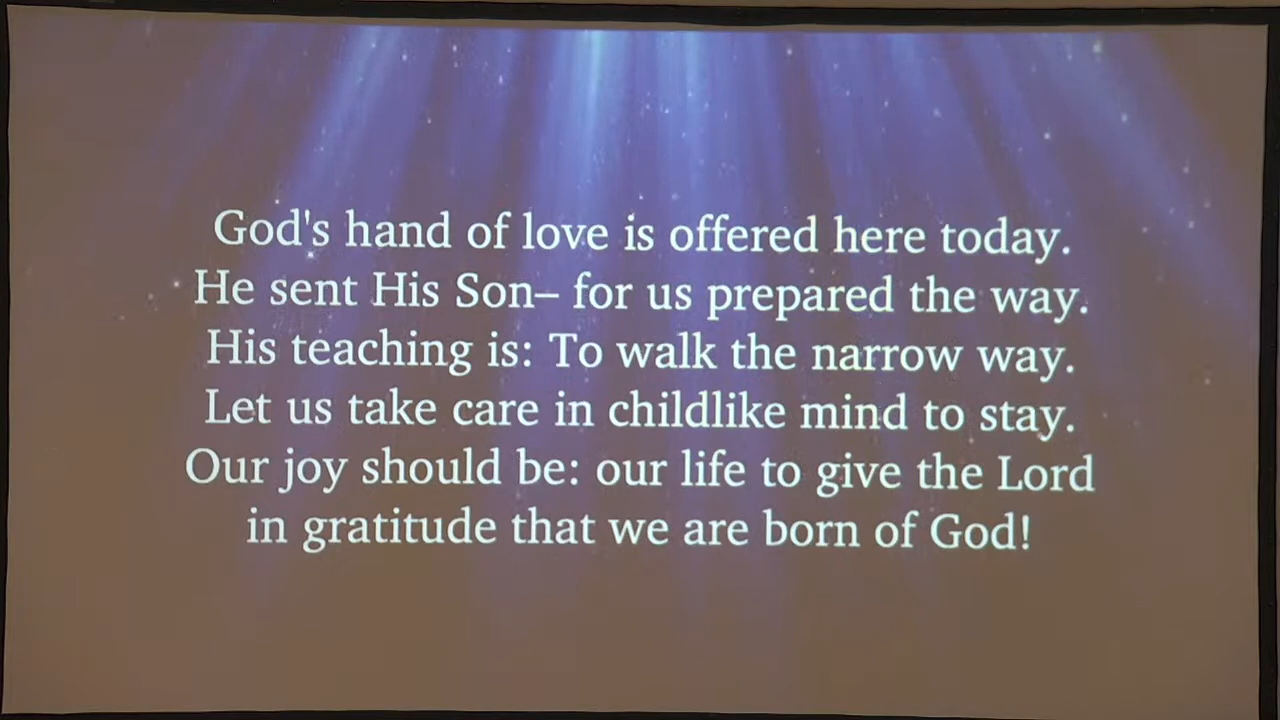 God's hand of love is offered here today.
He sent His Son– for us prepared the way.
His teaching is: To walk the narrow way.
Let us take care in childlike mind to stay.
Our joy should be: our life to give the Lord
in gratitude that we are born of God!